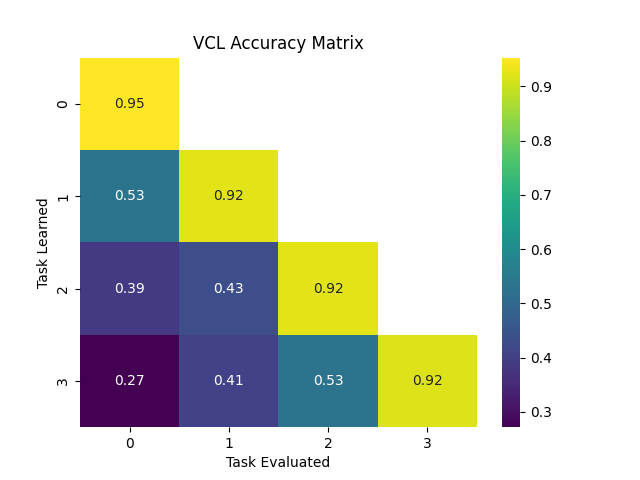 VCL Accuracy Matrix
Task Learned
0
0.95
1
0.53 0.92
2
0.39 0.43 0.92
3
0.27 0.41 0.53 0.92
0 1 2 3
Task Evaluated
0.9
0.8
0.7
0.6
0.5
0.4
0.3